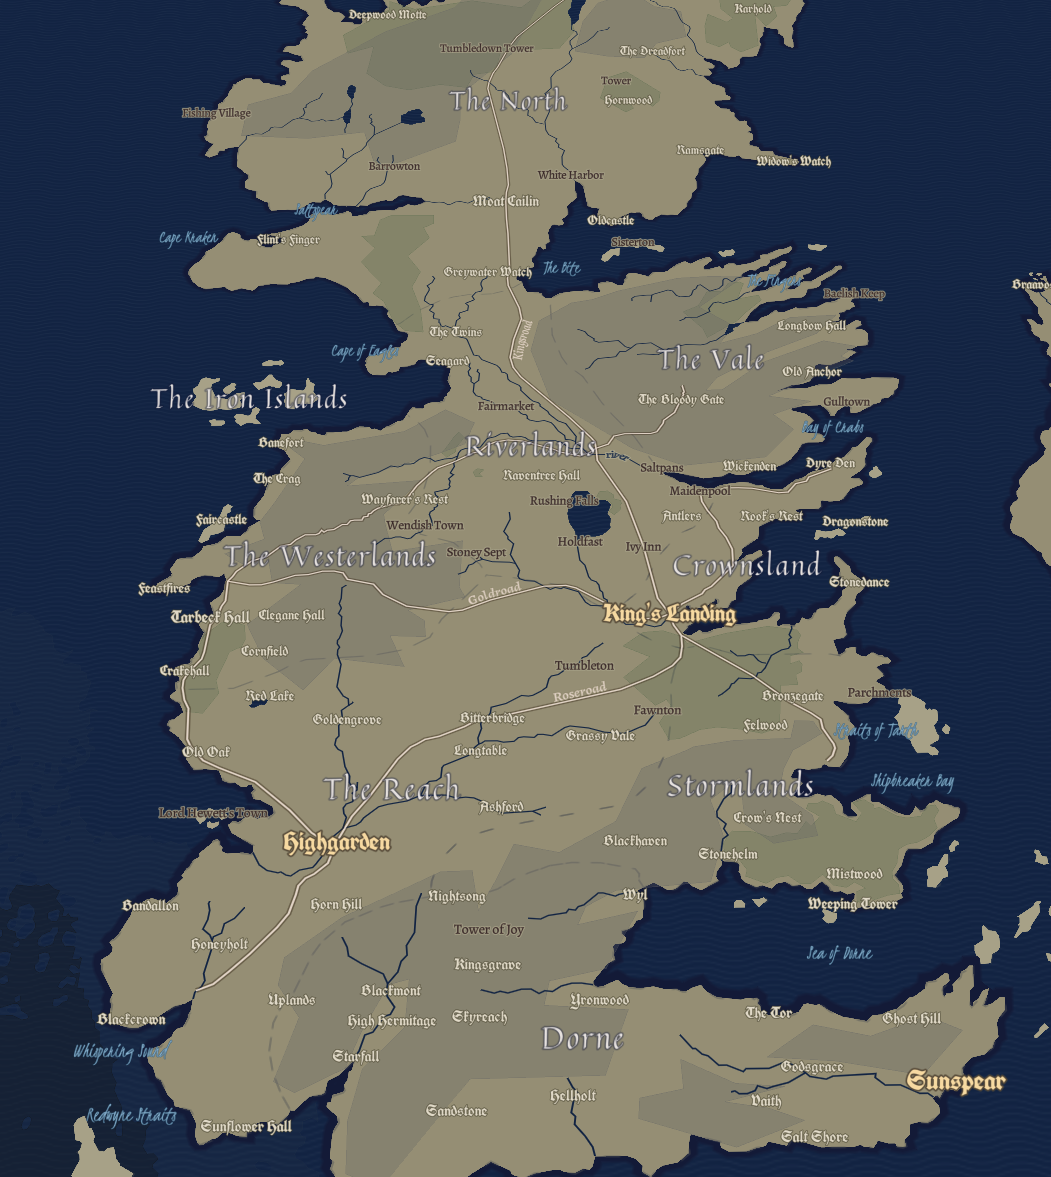 Karhold
Deepwood Motte
Tumbledown Tower
The Dreadfort
Tower
Hornwood
The North
Fishing Village
Ramsgate
Widow's Watch
Barrowton
White Harbor
Moat Cailin
Saltspear
Oldcastle
Cape Kraken
Flint's Finger
Sisterton
Greywater Watch
The Bite
The Fingers
Baelish Keep
Longbow Hall
The Twins
Kingsroad
Cape of Eagles
Seagard
The Vale
Old Anchor
The Iron Islands
The Bloody Gate
Gulltown
Fairmarket
Bay of Crabs
Banefort
Riverlands
Saltpans
Wickenden
Dyre Den
The Crag
Raventree Hall
Maidenpool
Wayfarer's Rest
Rushing Falls
Faircastle
Antlers
Rook's Rest
Dragonstone
Wendish Town
Holdfast
Ivy Inn
The Westerlands
Stoney Sept
Crownsland
Feastfires
Stonedance
Goldroad
Tarbeck Hall
Clegane Hall
King's Landing
Cornfield
Crakehall
Tumbleton
Red Lake
Roseroad
Bronzegate
Parchments
Goldengrove
Bitterbridge
Fawnton
Felwood
Grassy Vale
Straits of Tarth
Old Oak
Longtable
The Reach
Stormlands
Shipbreaker Bay
Ashford
Lord Hewett's Town
Crow's Nest
Highgarden
Blackhaven
Stonehelm
Mistwood
Nightsong
Wyl
Bandallon
Horn Hill
Weeping Tower
Tower of Joy
Honeyholt
Sea of Dorne
Kingsgrave
Blackmont
Uplands
Yronwood
The Tor
Ghost Hill
Blackcrown
High Hermitage
Skyreach
Dorne
Whispering Sound
Starfall
Godsgrace
Sunspear
Hellholt
Vaith
Sandstone
Redwyne Straits
Sunflower Hall
Salt Shore